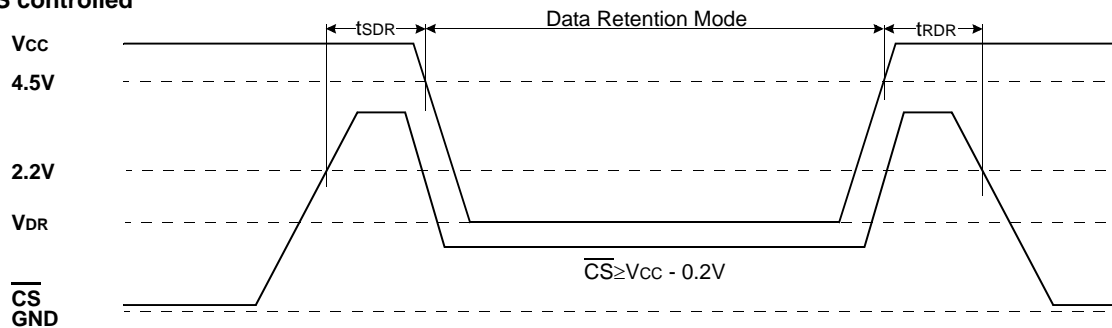 controlled
Data Retention Mode
tSDR
tRDR
VCC
4.5V
2.2V
VDR
CS≥VCC - 0.2V
CS
GND